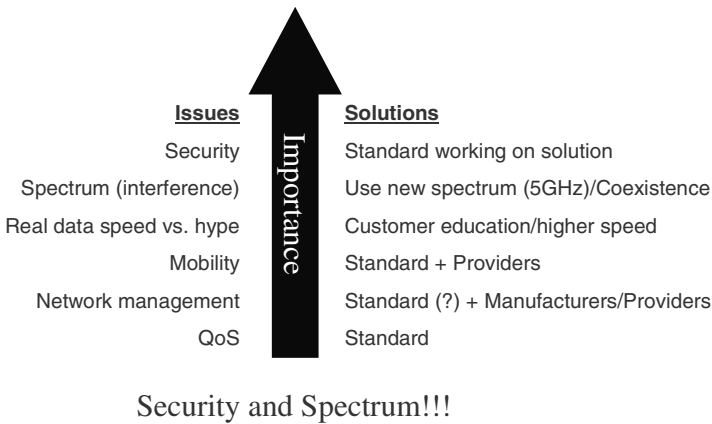 Issues Solutions
Security Standard working on solution
Spectrum (interference) Use new spectrum (5GHz)/Coexistence
Real data speed vs. hype Customer education/higher speed
Mobility Standard + Providers
Network management Standard (?) + Manufacturers/Providers
QoS Standard
Importance
Security and Spectrum!!!